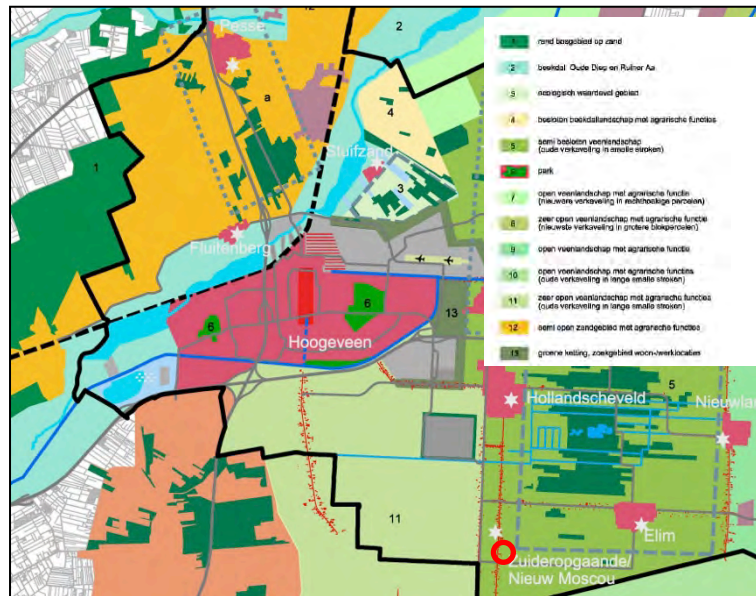 Pesse
12
2
a
4
1
Stuifzand
3
Fluitenberg
6
6
13
Hoogeveen
Hollandscheveld
5
Nieuwlan
11
Elim
Zuideropgaande/
Nieuw Moscou
1 rand bosgebied op zand
2 beekdal Oude Diep en Ruiner Aa
3 ecologisch waardevol gebied
4 besloten beekdallandschap met agrarische functies
5 semi besloten veenlandschap
(oude verkaveling in smalle stroken)
park
7 open veenlandschap met agrarische functie
(nieuwere verkaveling in rechthoekige percelen)
8 zeer open veenlandschap met agrarische functie
(nieuwste verkaveling in grotere blokpercelen)
9 open veenlandschap met agrarische functie
10 open veenlandschap met agrarische functies
(oude verkaveling in lange smalle stroken)
11 zeer open veenlandschap met agrarische functies
(oude verkaveling in lange smalle stroken)
12 semi open zandgebied met agrarische functies
13 groene ketting, zoekgebied woon-/werklocaties